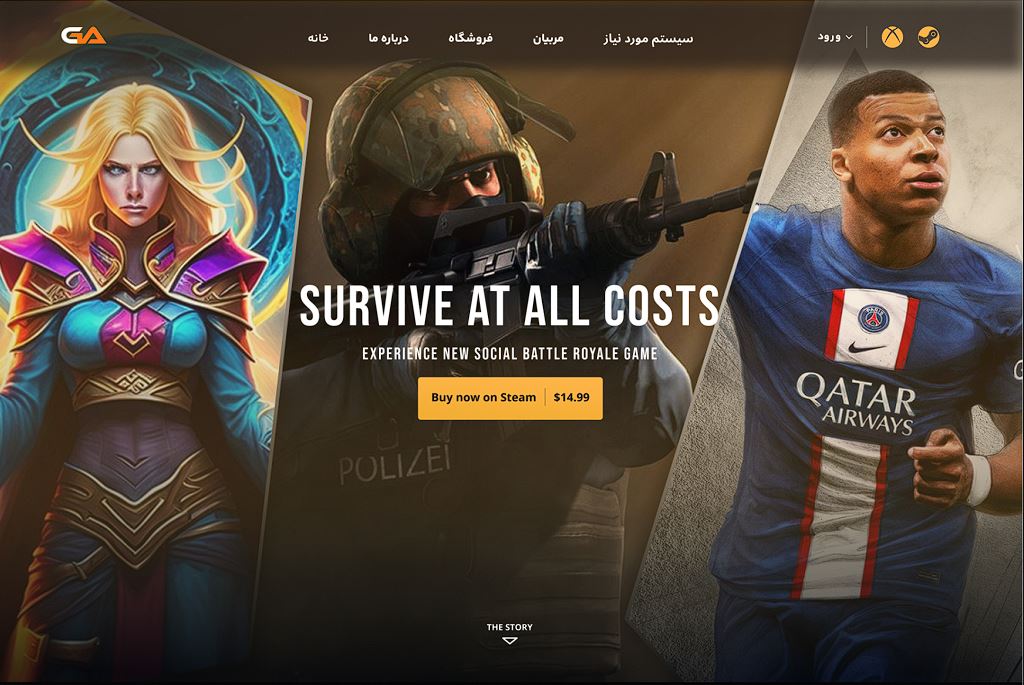 GA
خانه
درباره ما
فروشگاه
مربیان
سیستم مورد نیاز
ورود
SURVIVE AT ALL COSTS
EXPERIENCE NEW SOCIAL BATTLE ROYALE GAME
Buy now on Steam | $14.99
PARIS
QATAR
AIRWAYS
POLIZEI
THE STORY